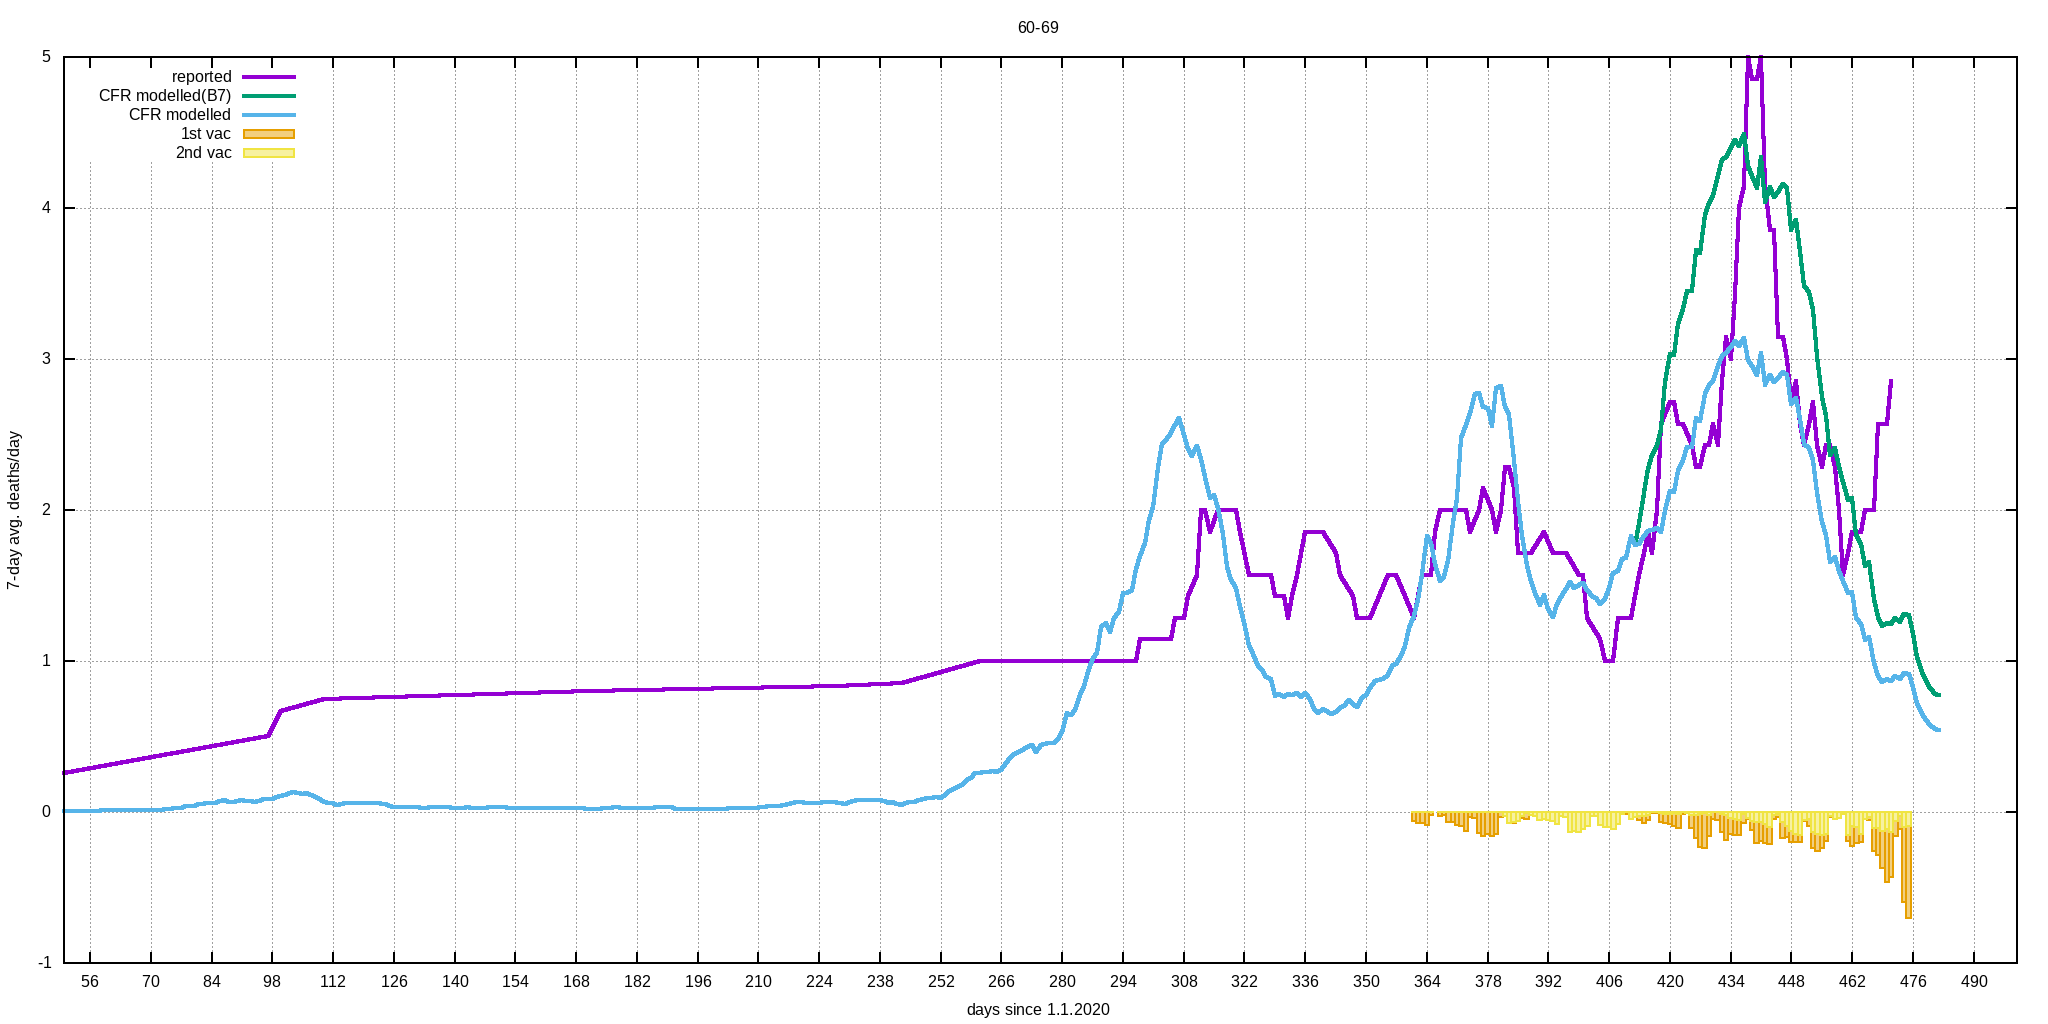 60-69
5
4
3
2
1
0
-1
7-day avg. deaths/day
reported
CFR modelled(B7)
CFR modelled
1st vac
2nd vac
56 70 84 98 112 126 140 154 168 182 196 210 224 238 252 266 280 294 308 322 336 350 364 378 392 406 420 434 448 462 476 490
days since 1.1.2020